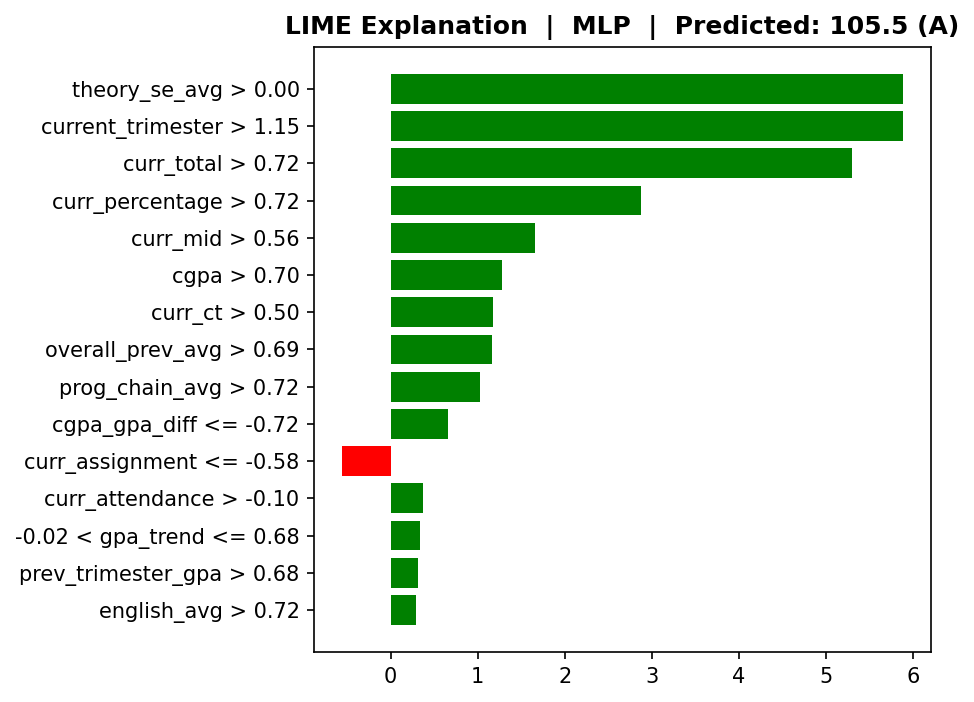 LIME Explanation | MLP | Predicted: 105.5 (A)
theory_se_avg > 0.00
current_trimester > 1.15
curr_total > 0.72
curr_percentage > 0.72
curr_mid > 0.56
cgpa > 0.70
curr_ct > 0.50
overall_prev_avg > 0.69
prog_chain_avg > 0.72
cgpa_gpa_diff <= -0.72
curr_assignment <= -0.58
curr_attendance > -0.10
-0.02 < gpa_trend <= 0.68
prev_trimester_gpa > 0.68
english_avg > 0.72
0 1 2 3 4 5 6